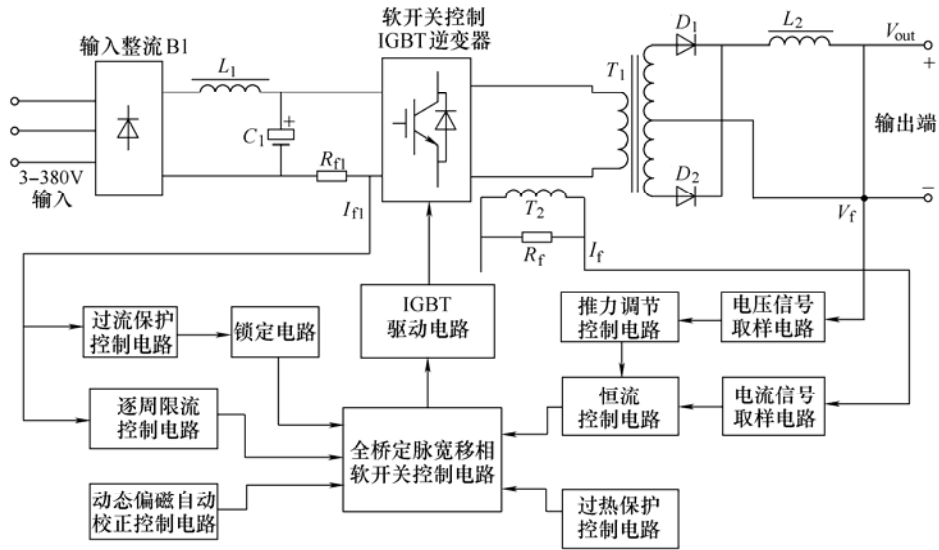 软开关控制
IGBT逆变器
输入整流B1
L1
C1
+
Rf1
If1
3-380V
输入
T1
D1
D2
L2
Vout
+
输出端
−
Vf
T2
Rf
If
IGBT
驱动电路
过流保护
控制电路
锁定电路
推力调节
控制电路
电压信号
取样电路
逐周限流
控制电路
恒流
控制电路
电流信号
取样电路
全桥定脉宽移相
软开关控制电路
动态偏磁自动
校正控制电路
过热保护
控制电路